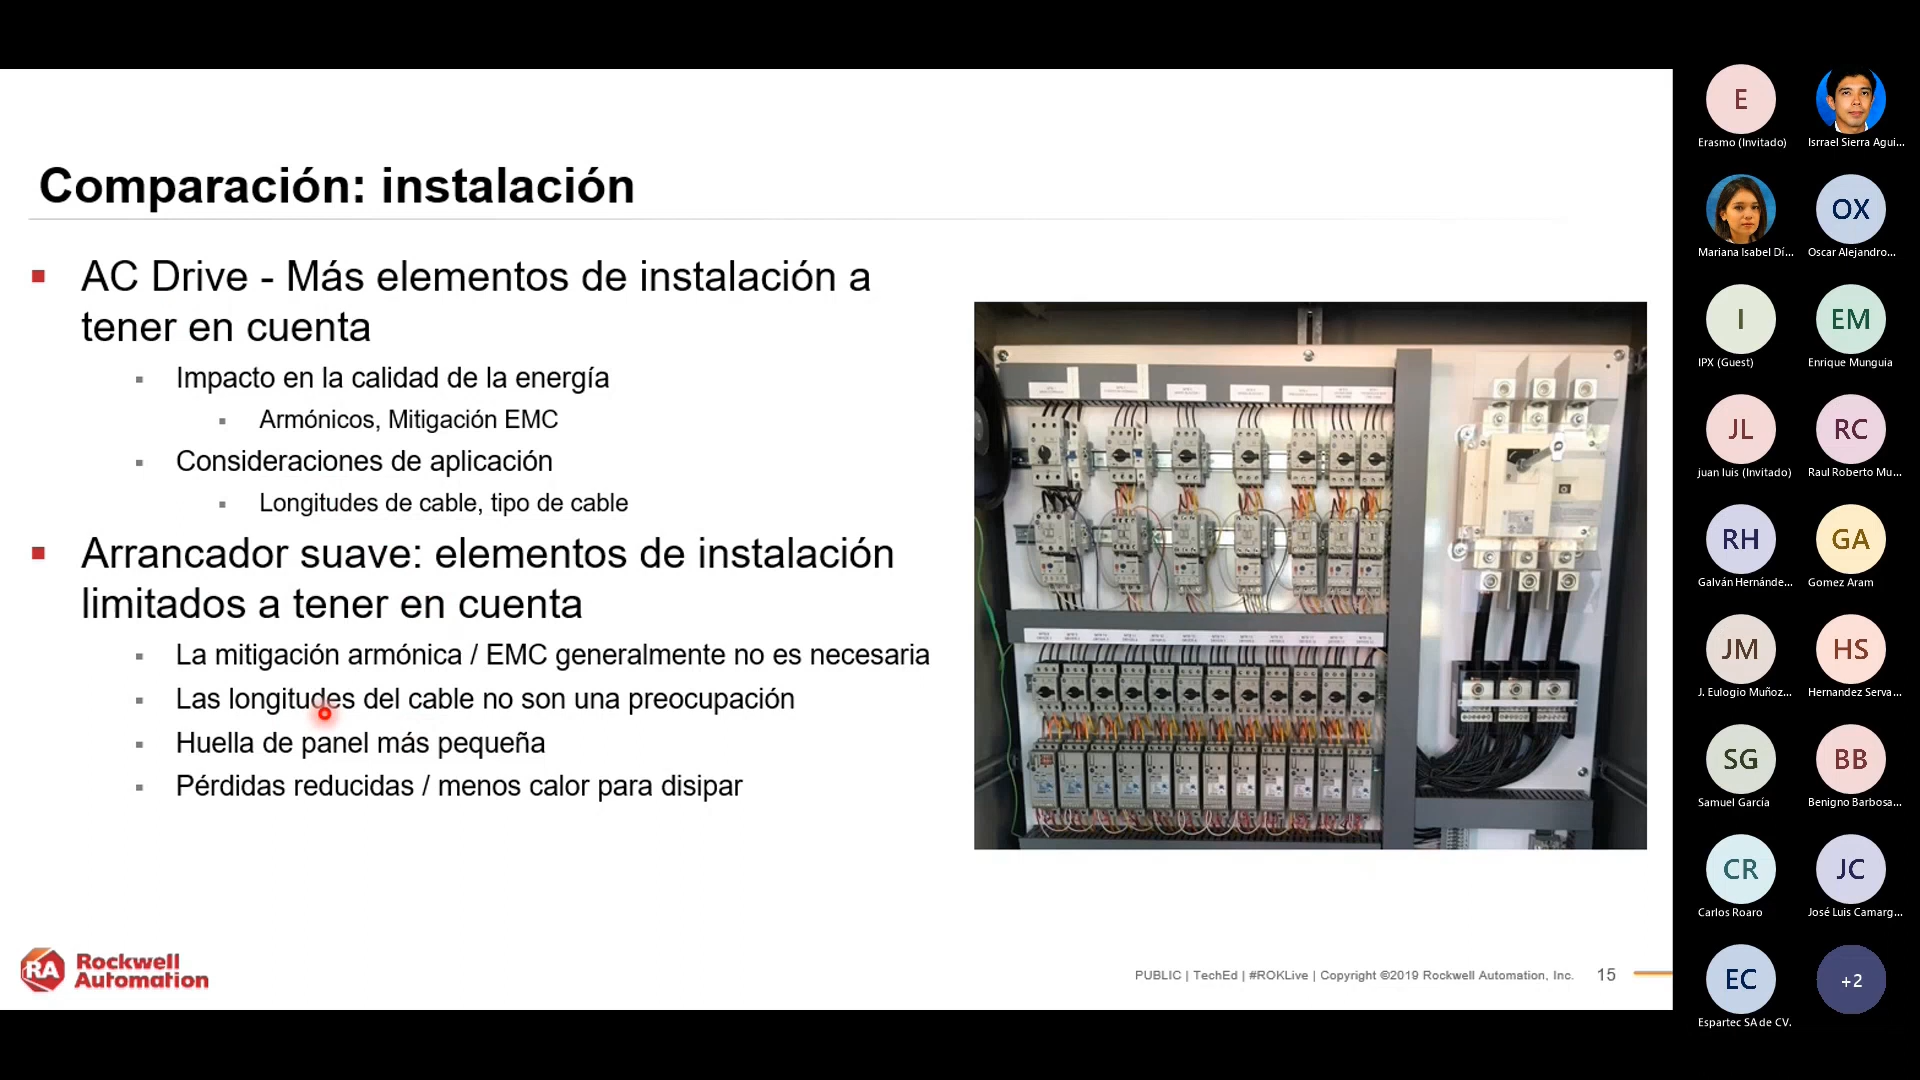 Comparación: instalación
AC Drive - Más elementos de instalación a
tener en cuenta
Impacto en la calidad de la energía
Armónicos, Mitigación EMC
Consideraciones de aplicación
Longitudes de cable, tipo de cable
Arrancador suave: elementos de instalación
limitados a tener en cuenta
La mitigación armónica / EMC generalmente no es necesaria
Las longitudes del cable no son una preocupación
Huella de panel más pequeña
Pérdidas reducidas / menos calor para disipar
RA Rockwell
Automation
PUBLIC | TechEd | #ROKLive | Copyright ©2019 Rockwell Automation, Inc. 15
E
Erasmo (Invitado)
Isrrael Sierra Agui...
Mariana Isabel Dí...
OX
Oscar Alejandro...
I
IPX (Guest)
EM
Enrique Munguia
JL
juan luis (Invitado)
RC
Raul Roberto Mu...
RH
Galván Hernánde...
GA
Gomez Aram
JM
J. Eulogio Muñoz...
HS
Hernandez Serva...
SG
Samuel García
BB
Benigno Barbosa...
CR
Carlos Roaro
JC
José Luis Camarg...
EC
Espartec SA de CV.
+2